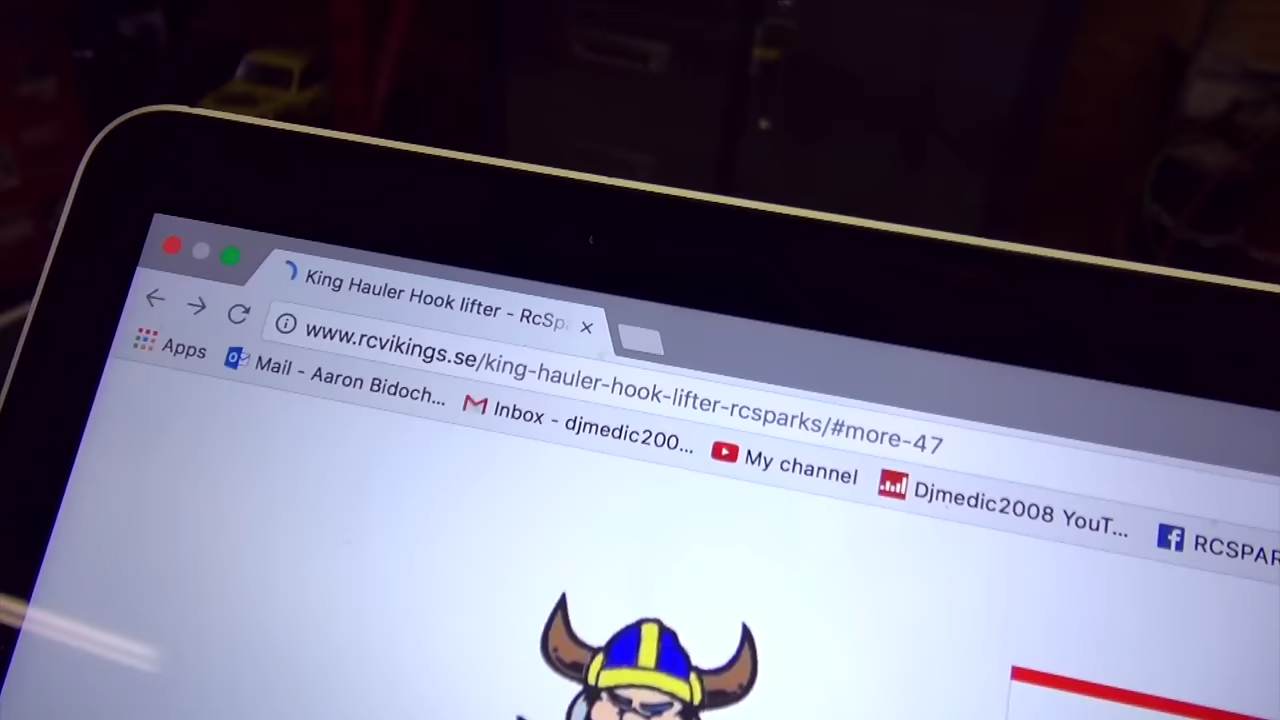 King Hauler Hook lifter - RcSp
www.rcvikings.se/king-hauler-hook-lifter-rcsparks/#more-47
Apps Mail - Aaron Bidoch... Inbox - djmedic200... My channel Djmedic2008 YouT... RCSPAR